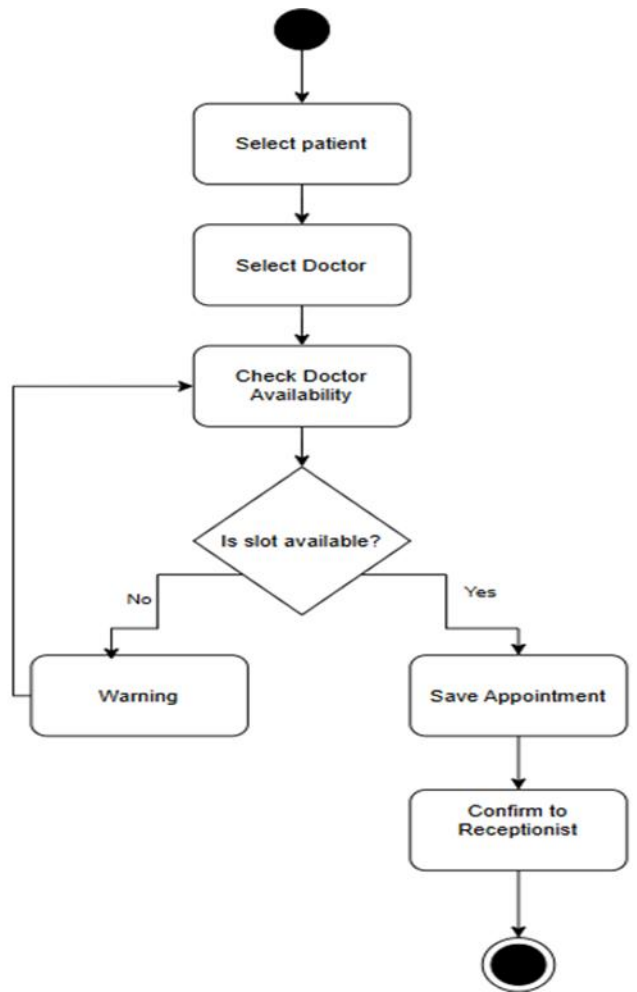 Select patient
Select Doctor
Check Doctor
Availability
Is slot available?
No
Yes
Warning
Save Appointment
Confirm to
Receptionist